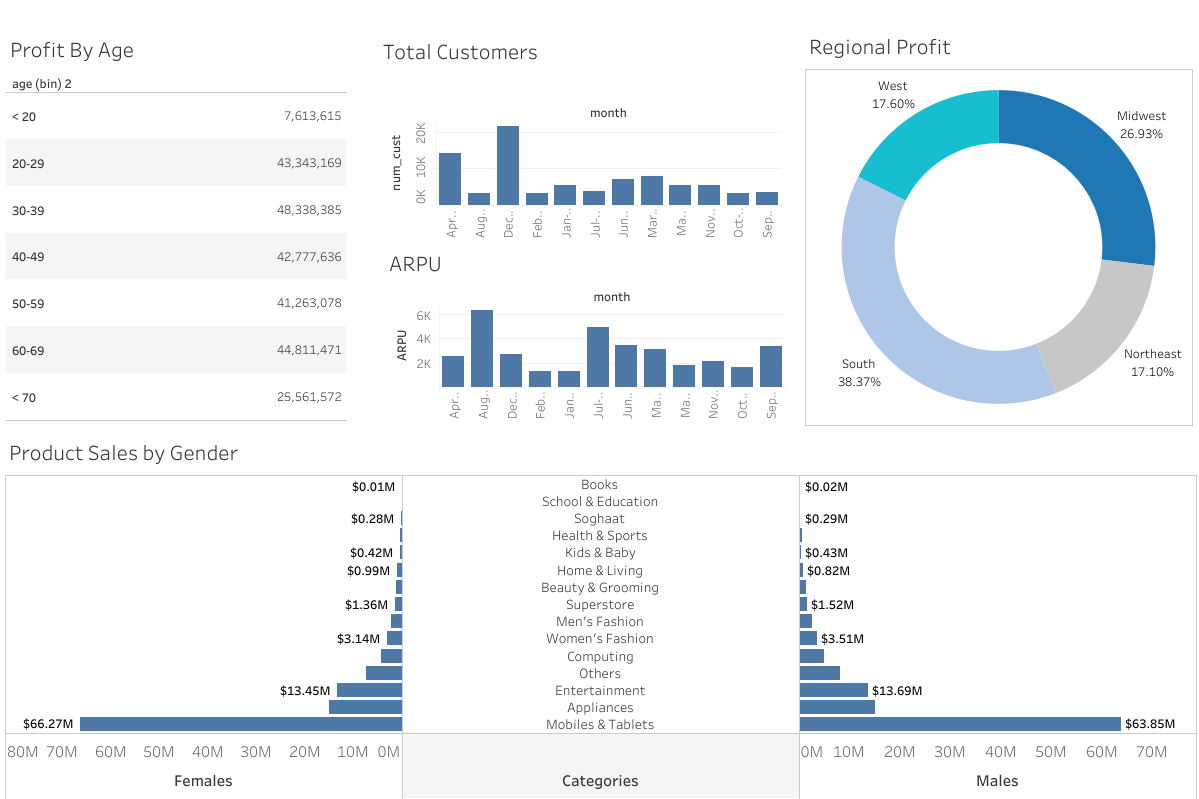 Profit By Age
age (bin) 2
< 20 7,613,615
20-29 43,343,169
30-39 48,338,385
40-49 42,777,636
50-59 41,263,078
60-69 44,811,471
< 70 25,561,572
Total Customers
month
num_cust
20K
10K
0K
Apr.. Aug.. Dec.. Feb.. Jan-.. Jul-.. Jun.. Mar.. Ma.. Nov.. Oct-.. Sep..
ARPU
month
ARPU
6K
4K
2K
Apr.. Aug.. Dec.. Feb.. Jan.. Jul-.. Jun.. Ma.. Ma.. Nov.. Oct.. Sep..
Regional Profit
West
17.60%
Midwest
26.93%
South
38.37%
Northeast
17.10%
Product Sales by Gender
$0.01M Books $0.02M
School & Education
$0.28M Soghaat $0.29M
Health & Sports
$0.42M Kids & Baby $0.43M
$0.99M Home & Living $0.82M
Beauty & Grooming
$1.36M Superstore $1.52M
Men's Fashion
$3.14M Women's Fashion $3.51M
Computing
Others
$13.45M Entertainment $13.69M
Appliances
$66.27M Mobiles & Tablets $63.85M
80M 70M 60M 50M 40M 30M 20M 10M 0M 0M 10M 20M 30M 40M 50M 60M 70M
Females Categories Males